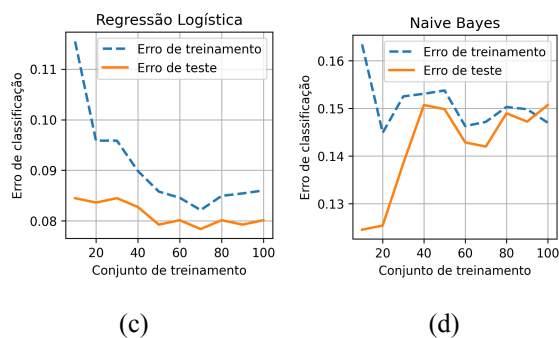 Regressão Logística
Erro de treinamento
Erro de teste
0.11
0.10
0.09
0.08
Erro de classificação
20 40 60 80 100
Conjunto de treinamento
(c)
Naive Bayes
Erro de treinamento
Erro de teste
0.16
0.15
0.14
0.13
Erro de classificação
20 40 60 80 100
Conjunto de treinamento
(d)